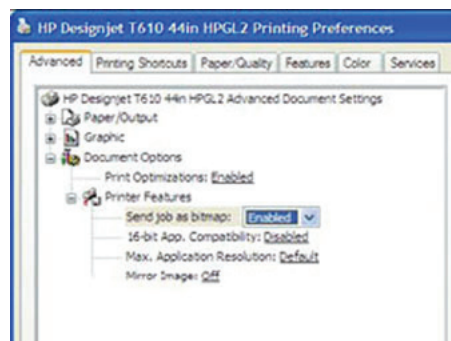 HP Designjet T610 44in HPGL2 Printing Preferences
Advanced Printing Shortcuts Paper/Quality Features Color Services
HP Designjet T610 44in HPGL2 Advanced Document Settings
Paper/Output
Graphic
Document Options
Print Optimizations: Enabled
Printer Features
Send job as bitmap: Enabled
16-bit App. Compatibility: Disabled
Max. Application Resolution: Default
Mirror Image: Off